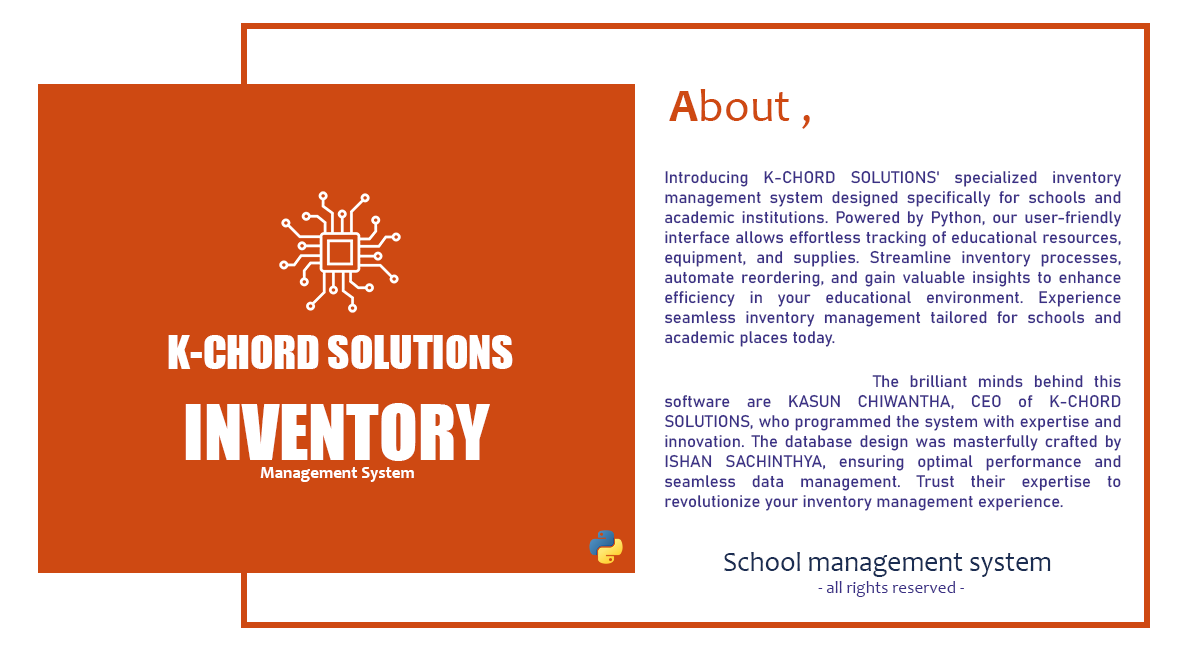 K-CHORD SOLUTIONS
INVENTORY
Management System
About ,
Introducing K-CHORD SOLUTIONS' specialized inventory
management system designed specifically for schools and
academic institutions. Powered by Python, our user-friendly
interface allows effortless tracking of educational resources,
equipment, and supplies. Streamline inventory processes,
automate reordering, and gain valuable insights to enhance
efficiency in your educational environment. Experience
seamless inventory management tailored for schools and
academic places today.
The brilliant minds behind this
software are KASUN CHIWANTHA, CEO of K-CHORD
SOLUTIONS, who programmed the system with expertise and
innovation. The database design was masterfully crafted by
ISHAN SACHINTHYA, ensuring optimal performance and
seamless data management. Trust their expertise to
revolutionize your inventory management experience.
School management system
- all rights reserved -